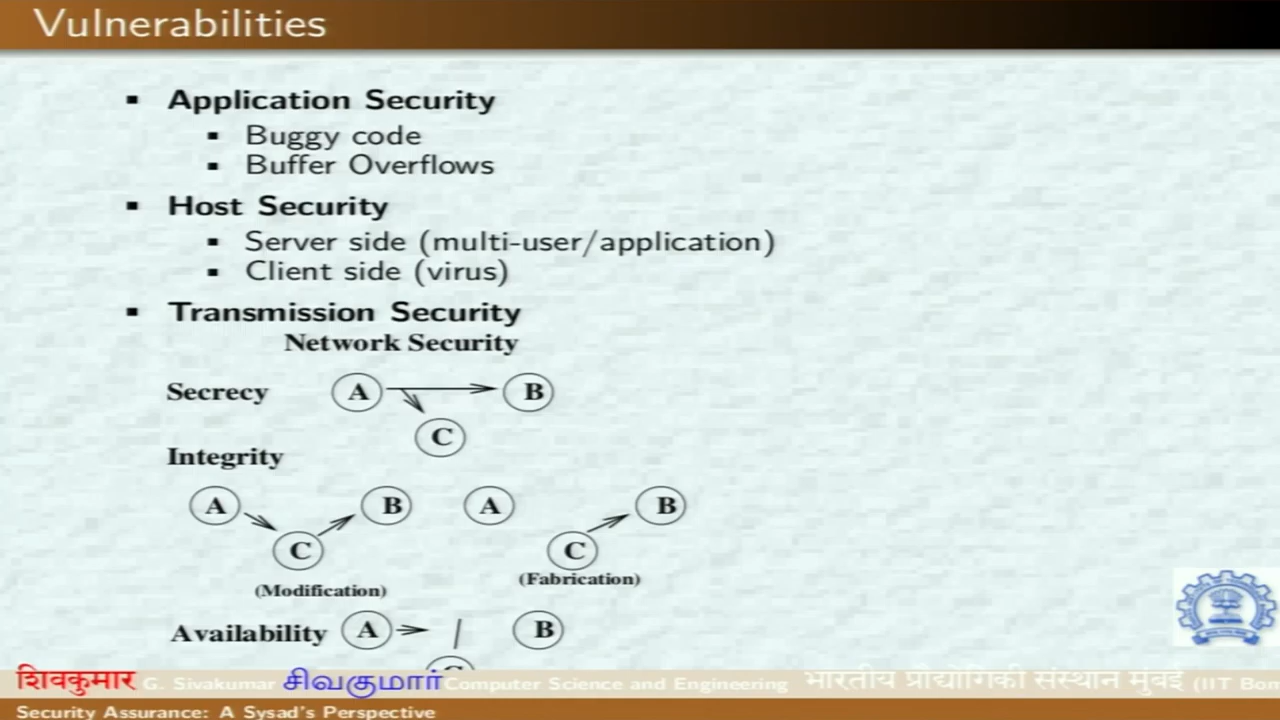 Vulnerabilities
▪ Application Security
▪ Buggy code
▪ Buffer Overflows
▪ Host Security
▪ Server side (multi-user/application)
▪ Client side (virus)
▪ Transmission Security
Network Security
Secrecy A B
C
Integrity
A B A B
C C
(Modification) (Fabrication)
Availability A B
शिवकुमार G. Sivakumar சிவகுமார் Computer Science and Engineering भारतीय प्रौद्योगिकी संस्थान मुंबई (IIT Bom
Security Assurance: A Sysad's Perspective